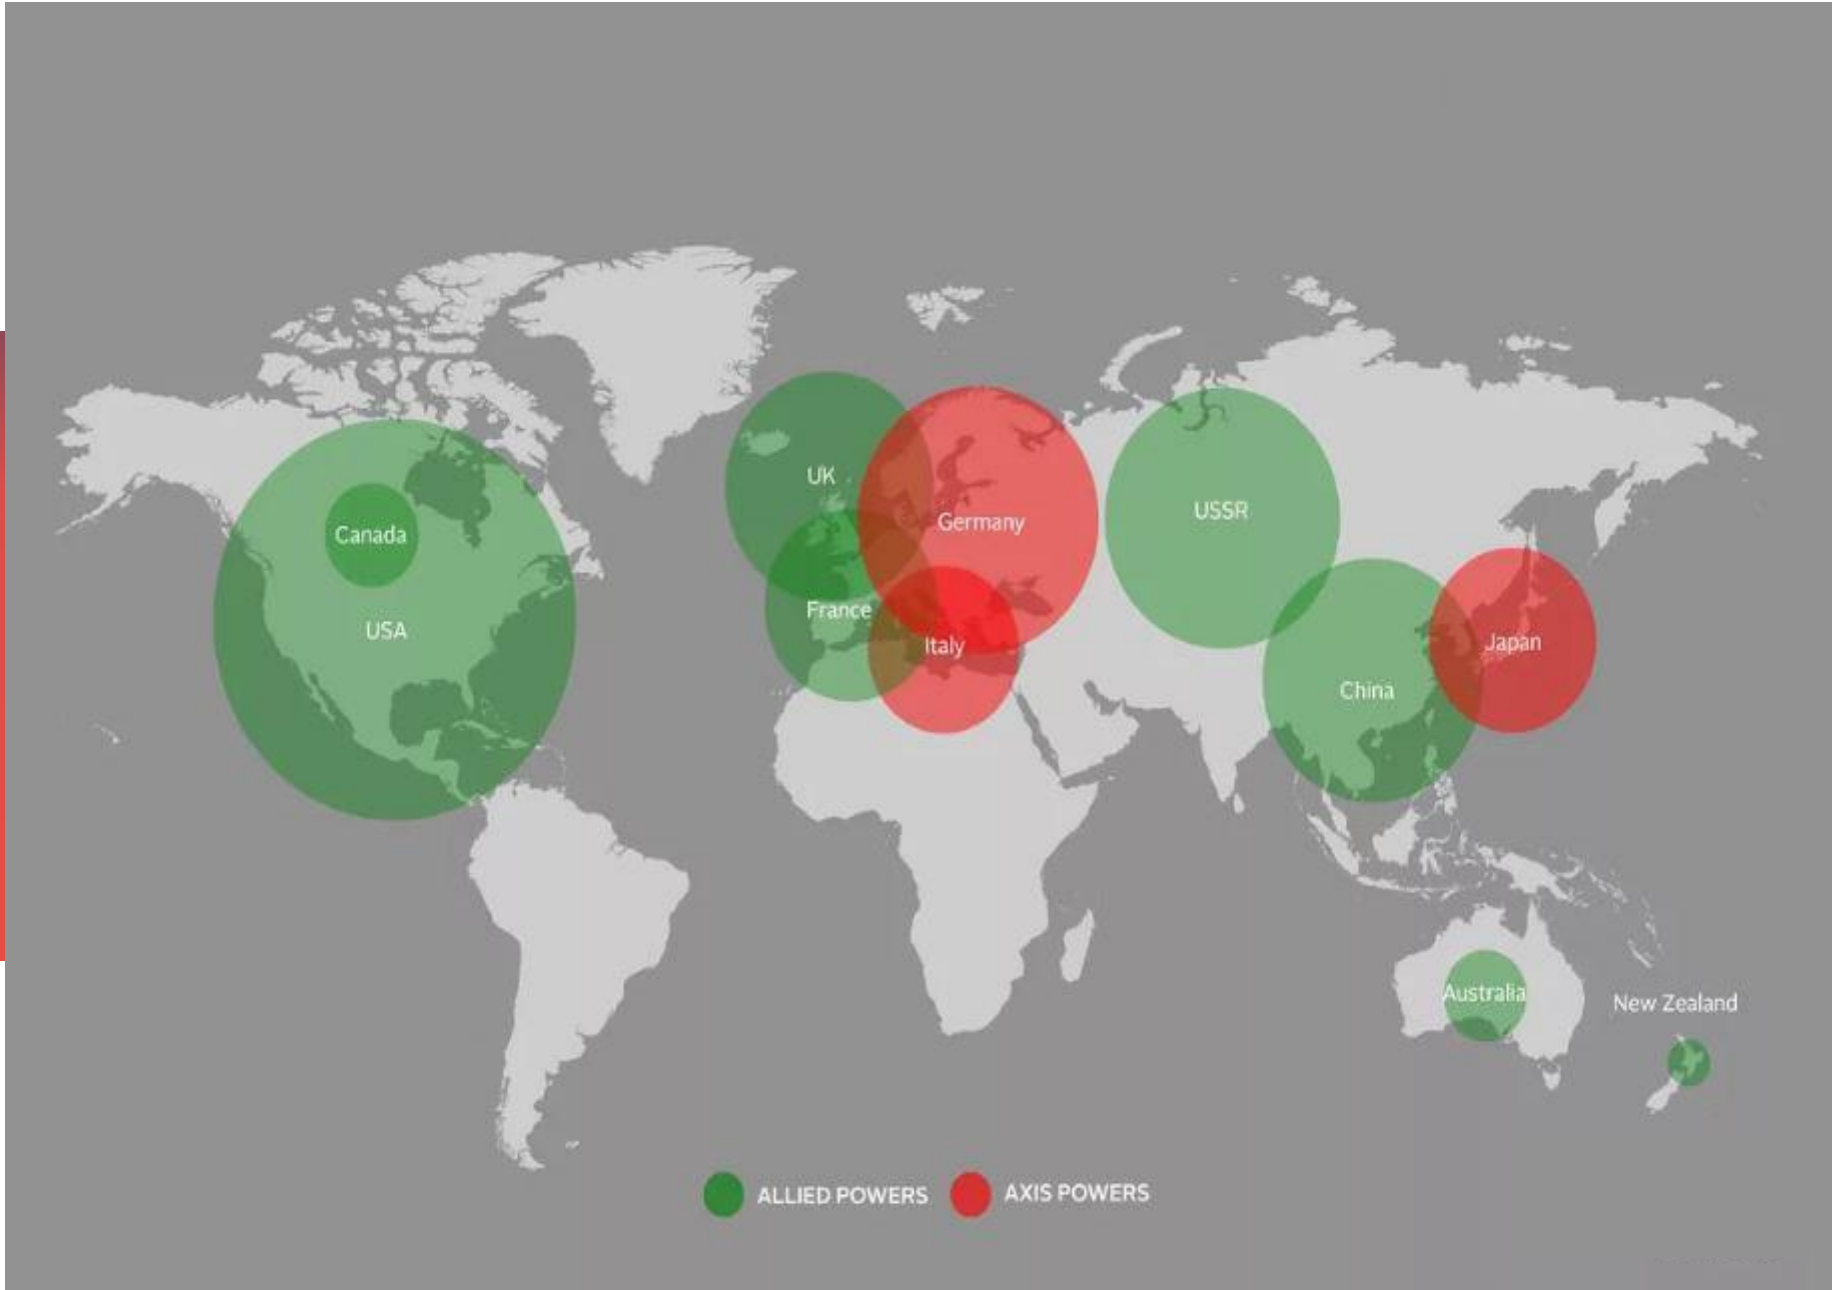 UK
Germany
USSR
Canada
France
USA
Italy
Japan
China
Australia
New Zealand
ALLIED POWERS
AXIS POWERS